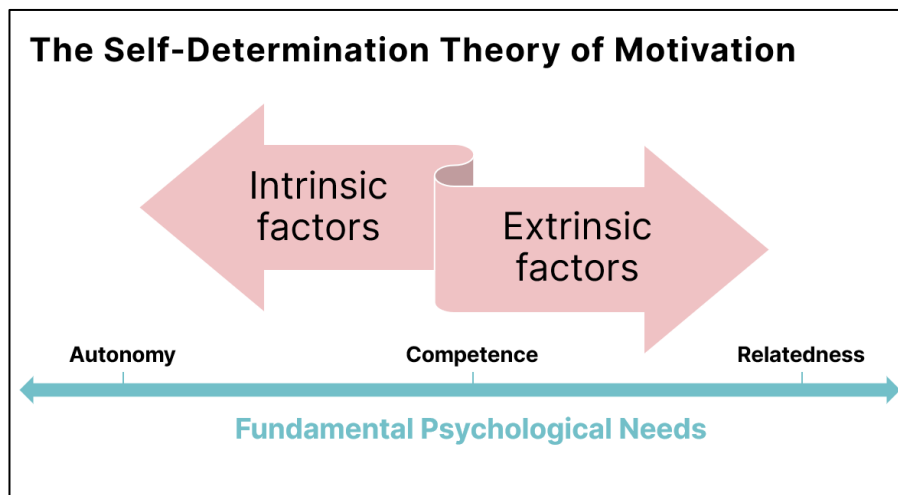 The Self-Determination Theory of Motivation
Intrinsic
factors
Extrinsic
factors
Autonomy
Competence
Relatedness
Fundamental Psychological Needs